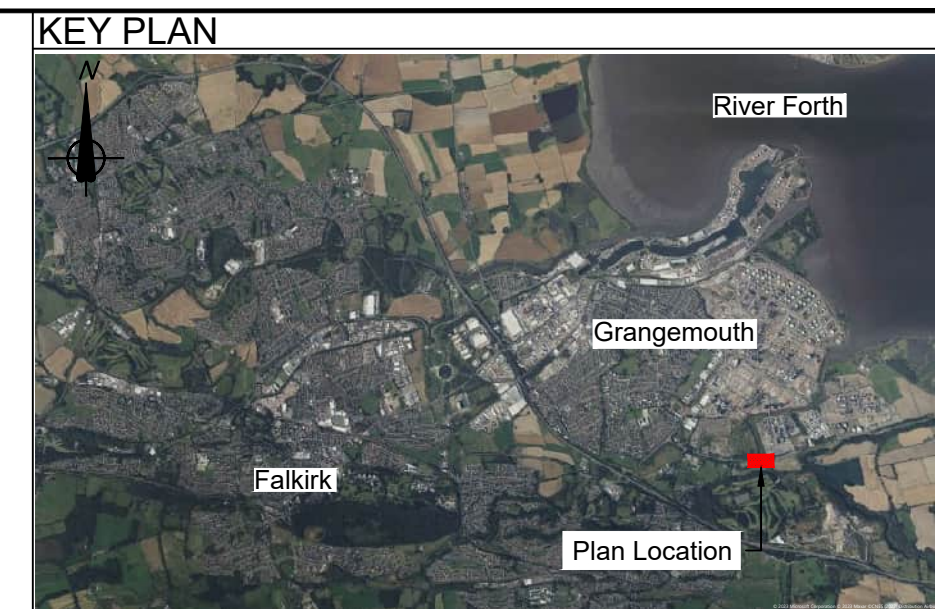 KEY PLAN
N
River Forth
Grangemouth
Falkirk
Plan Location